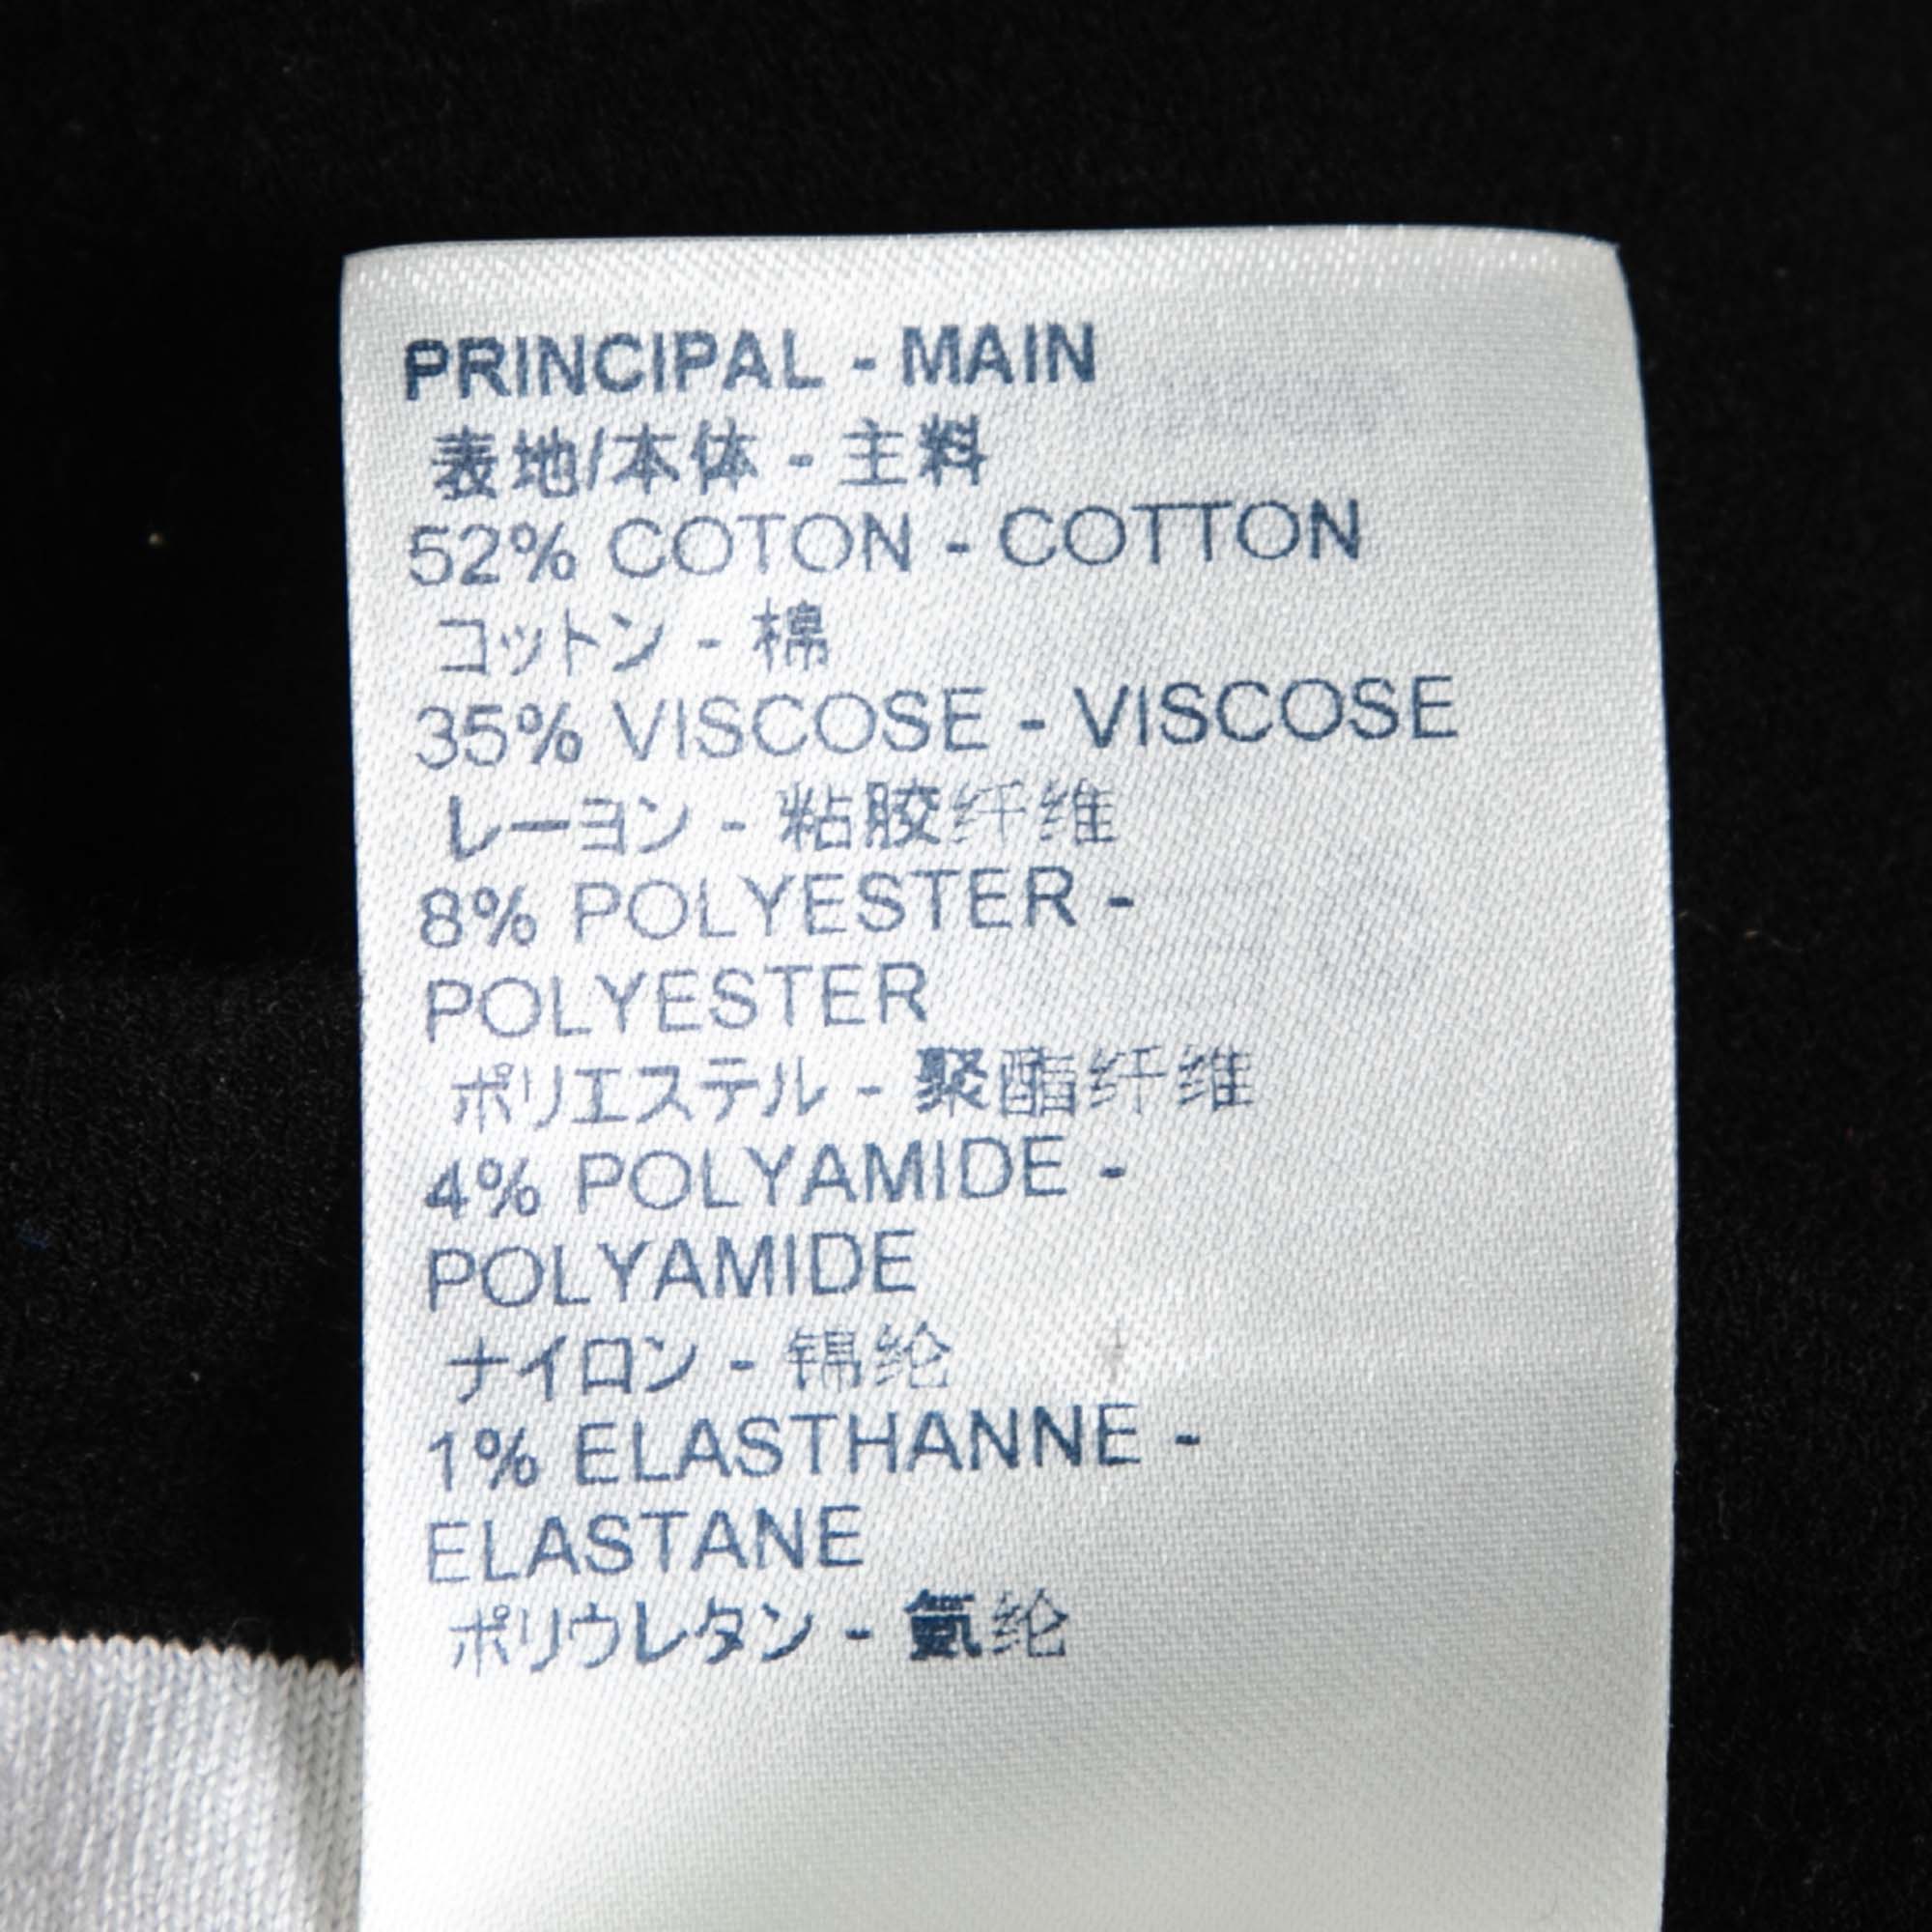 PRINCIPAL - MAIN
表地/本体 - 主料
52% COTON - COTTON
コットン - 棉
35% VISCOSE - VISCOSE
レーヨン - 粘胶纤维
8% POLYESTER -
POLYESTER
ポリエステル - 聚酯纤维
4% POLYAMIDE -
POLYAMIDE
ナイロン - 锦纶
1% ELASTHANNE -
ELASTANE
ポリウレタン - 氨纶